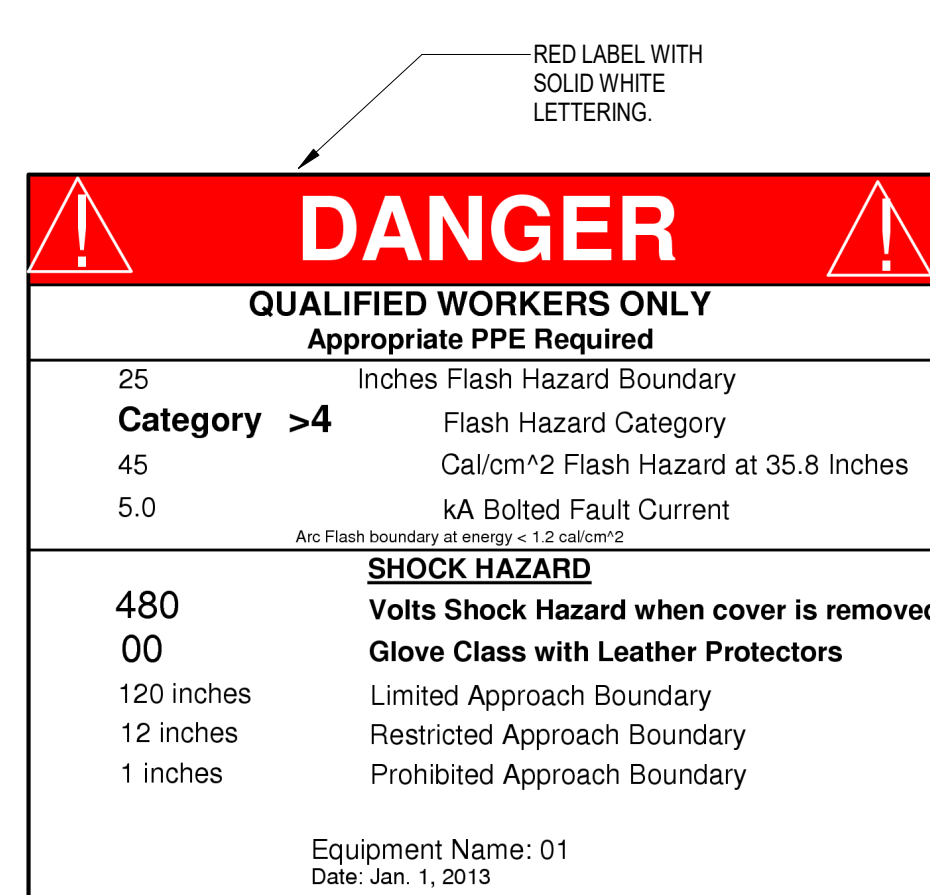 RED LABEL WITH
SOLID WHITE
LETTERING.
! DANGER !
QUALIFIED WORKERS ONLY
Appropriate PPE Required
25 Inches Flash Hazard Boundary
Category >4 Flash Hazard Category
45 Cal/cm^2 Flash Hazard at 35.8 Inches
5.0 kA Bolted Fault Current
Arc Flash boundary at energy < 1.2 cal/cm^2
SHOCK HAZARD
480 Volts Shock Hazard when cover is removed
00 Glove Class with Leather Protectors
120 inches Limited Approach Boundary
12 inches Restricted Approach Boundary
1 inches Prohibited Approach Boundary
Equipment Name: 01
Date: Jan. 1, 2013